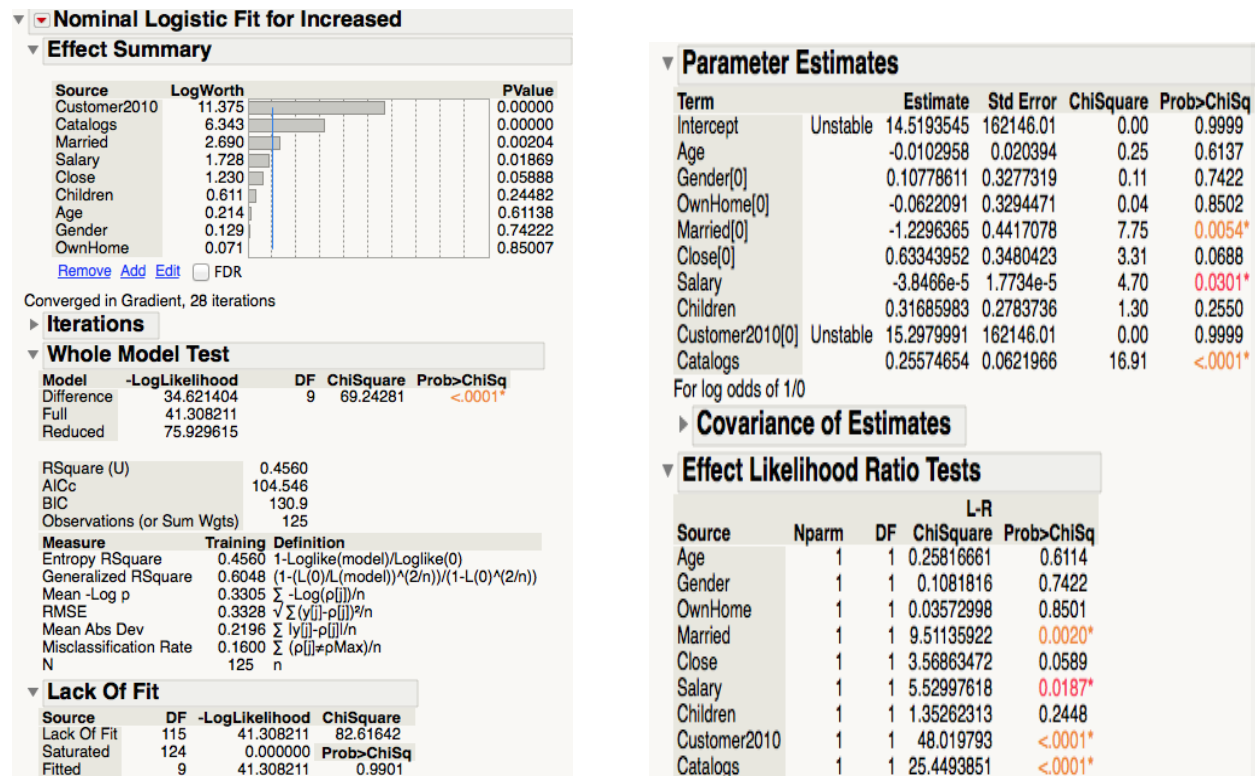 Nominal Logistic Fit for Increased
Effect Summary
Source LogWorth PValue
Customer2010 11.375 0.00000
Catalogs 6.343 0.00000
Married 2.690 0.00204
Salary 1.728 0.01869
Close 1.230 0.05888
Children 0.611 0.24482
Age 0.214 0.61138
Gender 0.129 0.74222
OwnHome 0.071 0.85007
Remove Add Edit FDR
Converged in Gradient, 28 iterations
Iterations
Whole Model Test
Model -LogLikelihood DF ChiSquare Prob>ChiSq
Difference 34.621404 9 69.24281 <.0001*
Full 41.308211
Reduced 75.929615
RSquare (U) 0.4560
AICc 104.546
BIC 130.9
Observations (or Sum Wgts) 125
Measure Training Definition
Entropy RSquare 0.4560 1-Loglike(model)/Loglike(0)
Generalized RSquare 0.6048 (1-(L(0)/L(model))^(2/n))/(1-L(0)^(2/n))
Mean -Log p 0.3305 ∑ -Log(ρ[j])/n
RMSE 0.3328 √ ∑(y[j]-ρ[j])²/n
Mean Abs Dev 0.2196 ∑ |y[j]-ρ[j]|/n
Misclassification Rate 0.1600 ∑ (ρ[j]≠ρMax)/n
N 125 n
Lack Of Fit
Source DF -LogLikelihood ChiSquare
Lack Of Fit 115 41.308211 82.61642
Saturated 124 0.000000 Prob>ChiSq
Fitted 9 41.308211 0.9901
Parameter Estimates
Term Estimate Std Error ChiSquare Prob>ChiSq
Intercept Unstable 14.5193545 162146.01 0.00 0.9999
Age -0.0102958 0.020394 0.25 0.6137
Gender[0] 0.10778611 0.3277319 0.11 0.7422
OwnHome[0] -0.0622091 0.3294471 0.04 0.8502
Married[0] -1.2296365 0.4417078 7.75 0.0054*
Close[0] 0.63343952 0.3480423 3.31 0.0688
Salary -3.8466e-5 1.7734e-5 4.70 0.0301*
Children 0.31685983 0.2783736 1.30 0.2550
Customer2010[0] Unstable 15.2979991 162146.01 0.00 0.9999
Catalogs 0.25574654 0.0621966 16.91 <.0001*
For log odds of 1/0
Covariance of Estimates
Effect Likelihood Ratio Tests
L-R
Source Nparm DF ChiSquare Prob>ChiSq
Age 1 1 0.25816661 0.6114
Gender 1 1 0.1081816 0.7422
OwnHome 1 1 0.03572998 0.8501
Married 1 1 9.51135922 0.0020*
Close 1 1 3.56863472 0.0589
Salary 1 1 5.52997618 0.0187*
Children 1 1 1.35262313 0.2448
Customer2010 1 1 48.019793 <.0001*
Catalogs 1 1 25.4493851 <.0001*